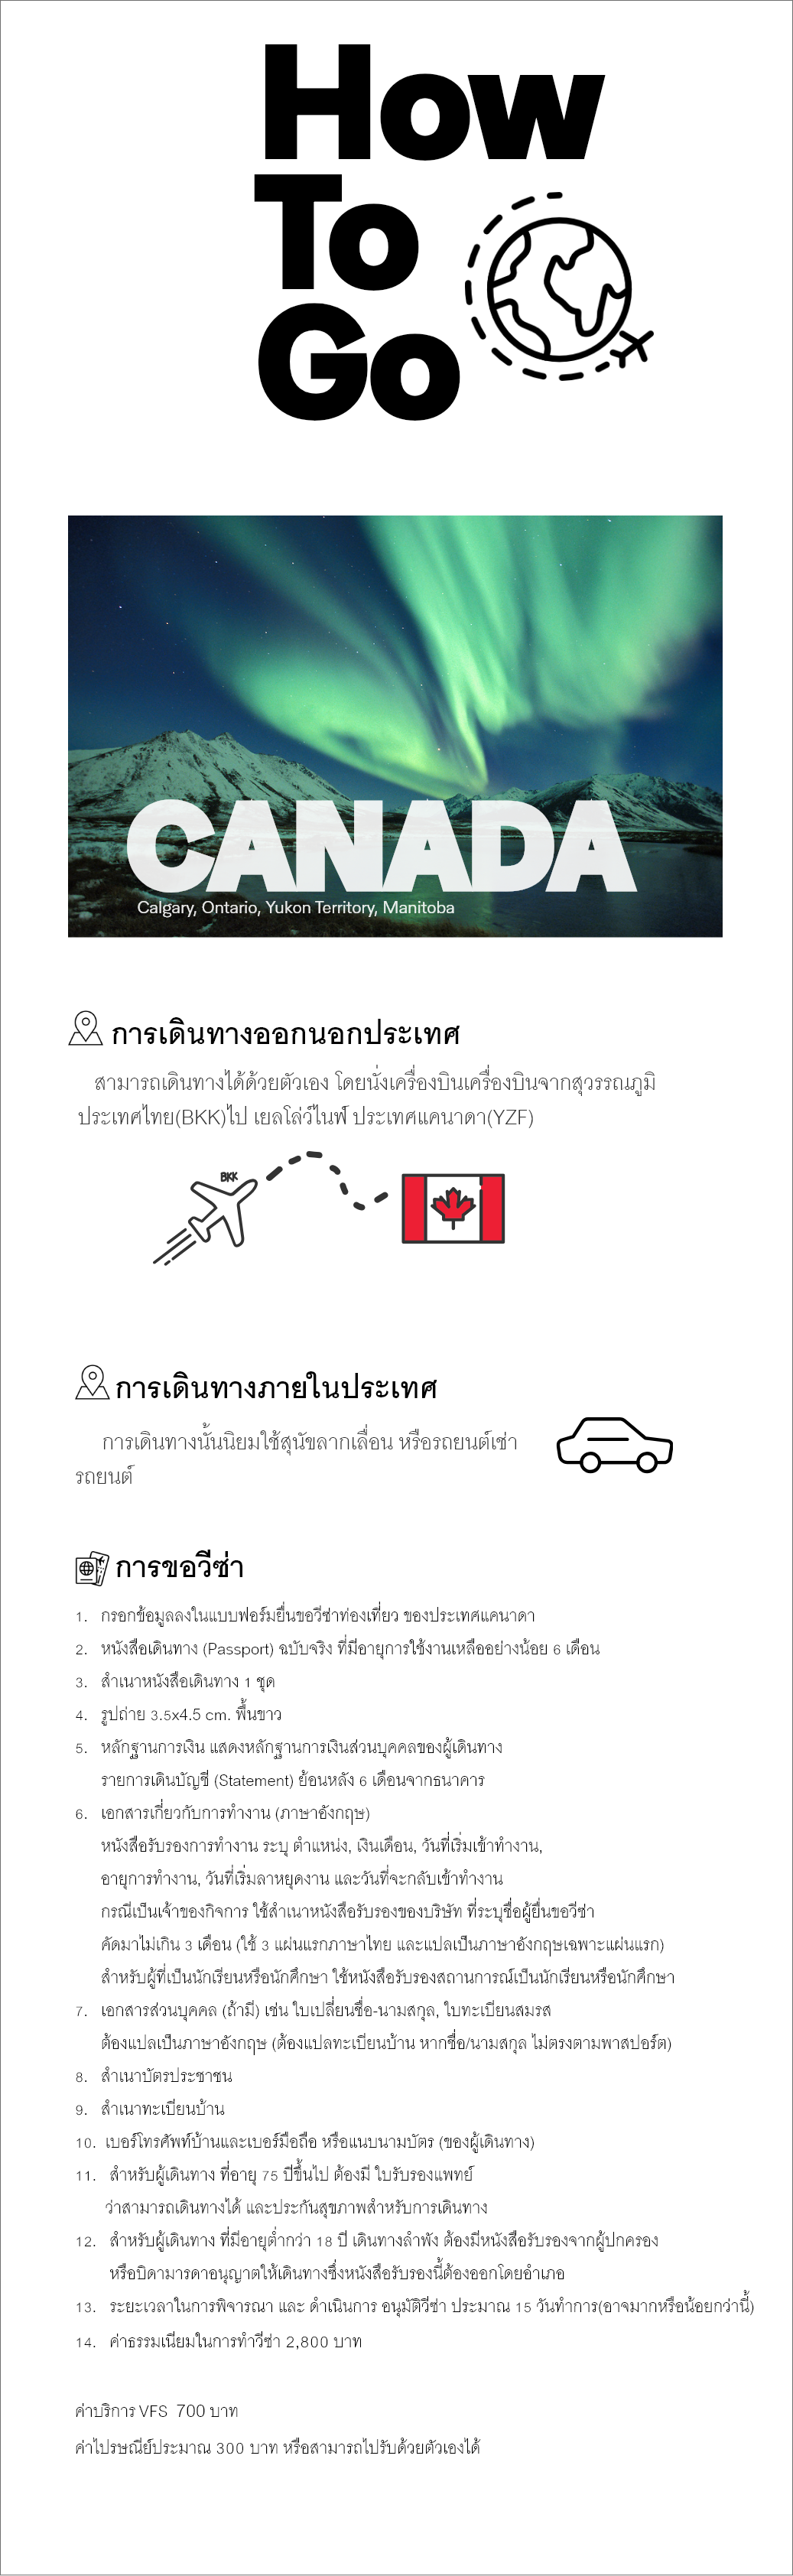 How
To
Go
CANADA
Calgary, Ontario, Yukon Territory, Manitoba
การเดินทางออกนอกประเทศ
สามารถเดินทางได้ด้วยตัวเอง โดยนั่งเครื่องบินเครื่องบินจากสุวรรณภูมิ
ประเทศไทย(BKK)ไป เยลโล่ว์ไนฟ์ ประเทศแคนาดา(YZF)
BKK
การเดินทางภายในประเทศ
การเดินทางนั้นนิยมใช้สุนัขลากเลื่อน หรือรถยนต์เช่า
รถยนต์
การขอวีซ่า
1. กรอกข้อมูลลงในแบบฟอร์มยื่นขอวีซ่าท่องเที่ยว ของประเทศแคนาดา
2. หนังสือเดินทาง (Passport) ฉบับจริง ที่มีอายุการใช้งานเหลืออย่างน้อย 6 เดือน
3. สำเนาหนังสือเดินทาง 1 ชุด
4. รูปถ่าย 3.5x4.5 cm. พื้นขาว
5. หลักฐานการเงิน แสดงหลักฐานการเงินส่วนบุคคลของผู้เดินทาง
รายการเดินบัญชี (Statement) ย้อนหลัง 6 เดือนจากธนาคาร
6. เอกสารเกี่ยวกับการทำงาน (ภาษาอังกฤษ)
หนังสือรับรองการทำงาน ระบุ ตำแหน่ง, เงินเดือน, วันที่เริ่มเข้าทำงาน,
อายุการทำงาน, วันที่เริ่มลาหยุดงาน และวันที่จะกลับเข้าทำงาน
กรณีเป็นเจ้าของกิจการ ใช้สำเนาหนังสือรับรองของบริษัท ที่ระบุชื่อผู้ยื่นขอวีซ่า
คัดมาไม่เกิน 3 เดือน (ใช้ 3 แผ่นแรกภาษาไทย และแปลเป็นภาษาอังกฤษเฉพาะแผ่นแรก)
สำหรับผู้ที่เป็นนักเรียนหรือนักศึกษา ใช้หนังสือรับรองสถานการณ์เป็นนักเรียนหรือนักศึกษา
7. เอกสารส่วนบุคคล (ถ้ามี) เช่น ใบเปลี่ยนชื่อ-นามสกุล, ใบทะเบียนสมรส
ต้องแปลเป็นภาษาอังกฤษ (ต้องแปลทะเบียนบ้าน หากชื่อ/นามสกุล ไม่ตรงตามพาสปอร์ต)
8. สำเนาบัตรประชาชน
9. สำเนาทะเบียนบ้าน
10. เบอร์โทรศัพท์บ้านและเบอร์มือถือ หรือแนบนามบัตร (ของผู้เดินทาง)
11. สำหรับผู้เดินทาง ที่อายุ 75 ปีขึ้นไป ต้องมี ใบรับรองแพทย์
ว่าสามารถเดินทางได้ และประกันสุขภาพสำหรับการเดินทาง
12. สำหรับผู้เดินทาง ที่มีอายุต่ำกว่า 18 ปี เดินทางลำพัง ต้องมีหนังสือรับรองจากผู้ปกครอง
หรือบิดามารดาอนุญาตให้เดินทางซึ่งหนังสือรับรองนี้ต้องออกโดยอำเภอ
13. ระยะเวลาในการพิจารณา และ ดำเนินการ อนุมัติวีซ่า ประมาณ 15 วันทำการ(อาจมากหรือน้อยกว่านี้)
14. ค่าธรรมเนียมในการทำวีซ่า 2,800 บาท
ค่าบริการ VFS 700 บาท
ค่าไปรษณีย์ประมาณ 300 บาท หรือสามารถไปรับด้วยตัวเองได้